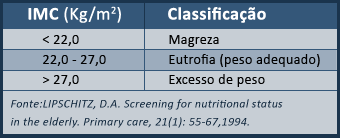 IMC (Kg/m²) Classificação
< 22,0 Magreza
22,0 - 27,0 Eutrofia (peso adequado)
> 27,0 Excesso de peso
Fonte:LIPSCHITZ, D.A. Screening for nutritional status
in the elderly. Primary care, 21(1): 55-67,1994.